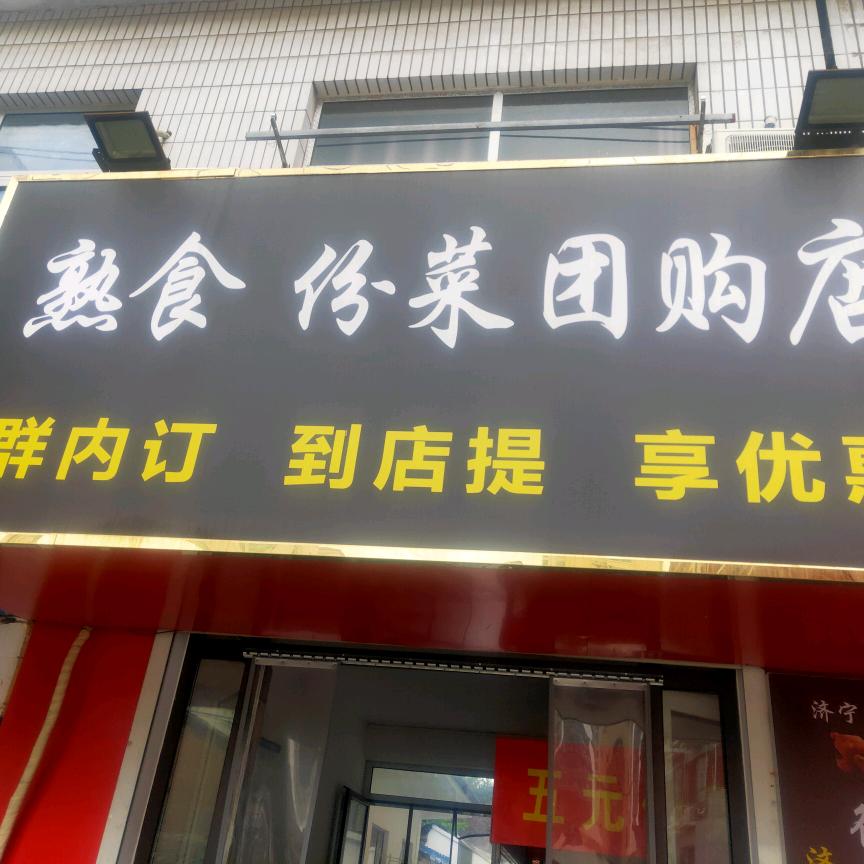 熟食 份菜团购店
群内订 到店提 享优惠
五元
济宁